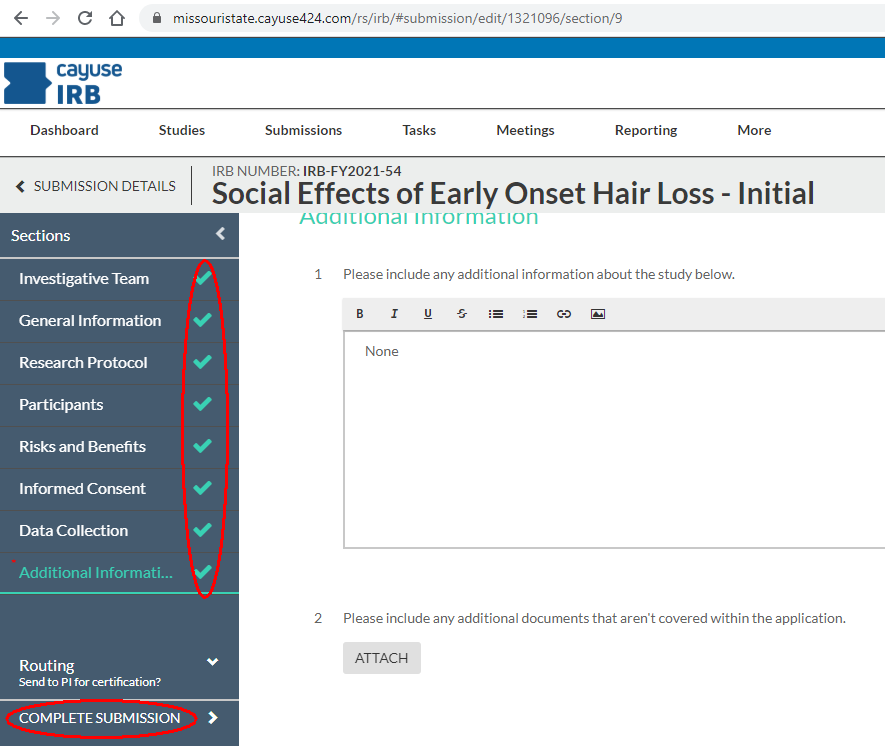 missouristate.cayuse424.com/rs/irb/#submission/edit/1321096/section/9
cayuse
IRB
Dashboard Studies Submissions Tasks Meetings Reporting More
SUBMISSION DETAILS
IRB NUMBER: IRB-FY2021-54
Social Effects of Early Onset Hair Loss - Initial
Sections
Investigative Team
General Information
Research Protocol
Participants
Risks and Benefits
Informed Consent
Data Collection
Additional Informati...
Routing
Send to PI for certification?
COMPLETE SUBMISSION
Additional Information
1 Please include any additional information about the study below.
B I U S
None
2 Please include any additional documents that aren't covered within the application.
ATTACH